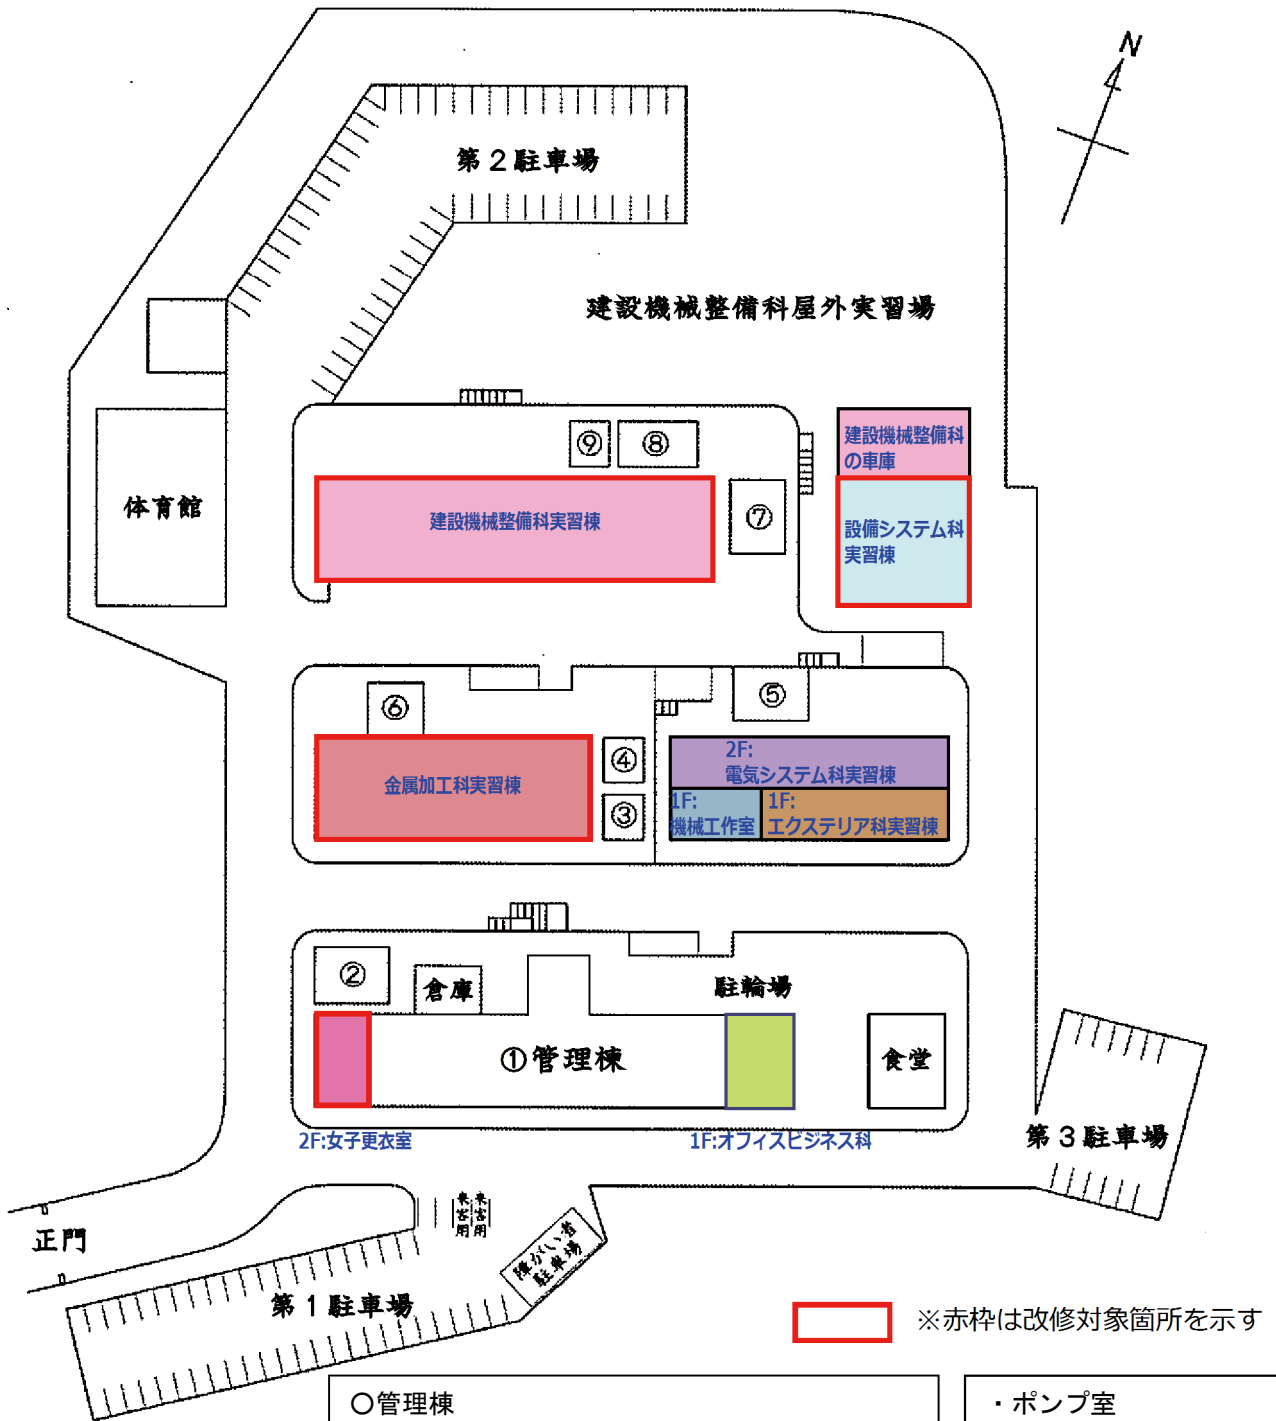 N
第2駐車場
建設機械整備科屋外実習場
⑨
⑧
建設機械整備科
の車庫
体育館
建設機械整備科実習棟
⑦
設備システム科
実習棟
⑥
⑤
金属加工科実習棟
④
③
2F:
電気システム科実習棟
1F:
機械工作室
1F:
エクステリア科実習棟
②
倉庫
駐輪場
①管理棟
食堂
2F:女子更衣室
1F:オフィスビジネス科
第3駐車場
来客用
来客用
正門
障がい者
駐車場
第1駐車場
※赤枠は改修対象箇所を示す
○管理棟
・ポンプ室